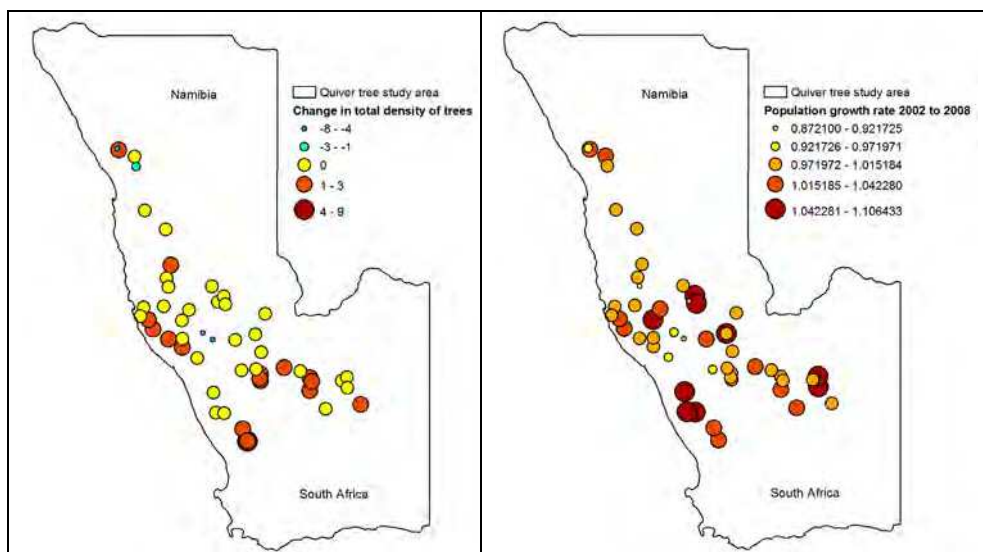 Namibia
Quiver tree study area
Change in total density of trees
-8 - -4
-3 - -1
0
1 - 3
4 - 9
South Africa
Namibia
Quiver tree study area
Population growth rate 2002 to 2008
0.872100 - 0.921725
0.921726 - 0.971971
0.971972 - 1.015184
1.015185 - 1.042280
1.042281 - 1.106433
South Africa